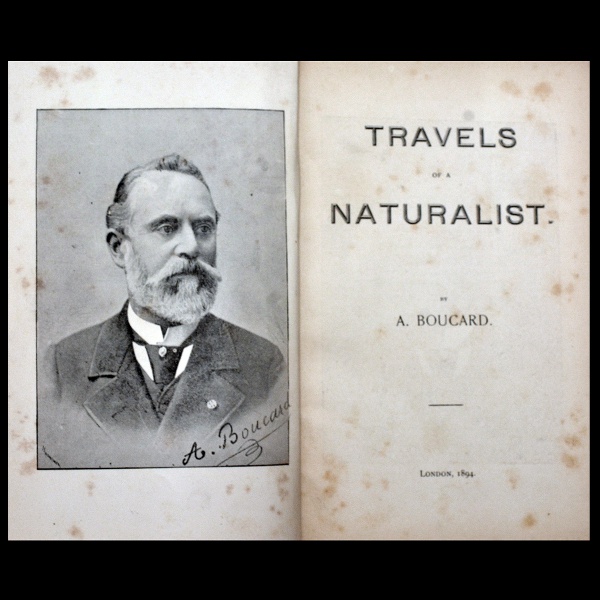 A. Boucard
TRAVELS
OF A
NATURALIST.
BY
A. BOUCARD.
LONDON, 1894.